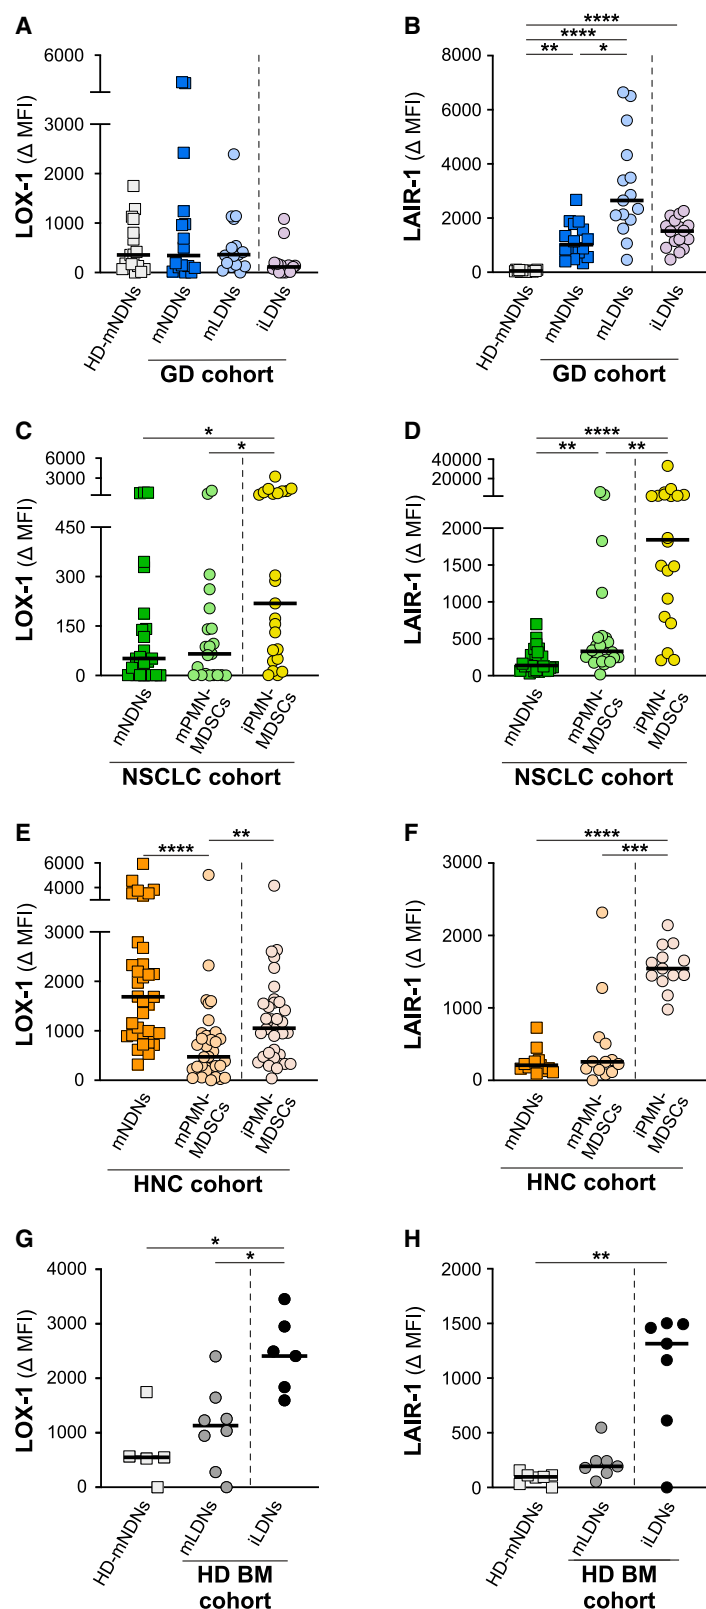 A
LOX-1 (Δ MFI)
6000
3000
2000
1000
0
HD-mNDNs
mNDNs
mLDNs
iLDNs
GD cohort
B
****
****
** *
LAIR-1 (Δ MFI)
8000
6000
4000
2000
0
HD-mNDNs
mNDNs
mLDNs
iLDNs
GD cohort
C
*
*
LOX-1 (Δ MFI)
6000
3000
450
300
150
0
mNDNs
mPMN-
MDSCs
iPMN-
MDSCs
NSCLC cohort
D
****
** **
LAIR-1 (Δ MFI)
40000
20000
2000
1500
1000
500
0
mNDNs
mPMN-
MDSCs
iPMN-
MDSCs
NSCLC cohort
E
**
****
LOX-1 (Δ MFI)
6000
4000
3000
2000
1000
0
mNDNs
mPMN-
MDSCs
iPMN-
MDSCs
HNC cohort
F
****
***
LAIR-1 (Δ MFI)
3000
2000
1000
0
mNDNs
mPMN-
MDSCs
iPMN-
MDSCs
HNC cohort
G
*
*
LOX-1 (Δ MFI)
4000
3000
2000
1000
0
HD-mNDNs
mLDNs
iLDNs
HD BM
cohort
H
**
LAIR-1 (Δ MFI)
2000
1500
1000
500
0
HD-mNDNs
mLDNs
iLDNs
HD BM
cohort